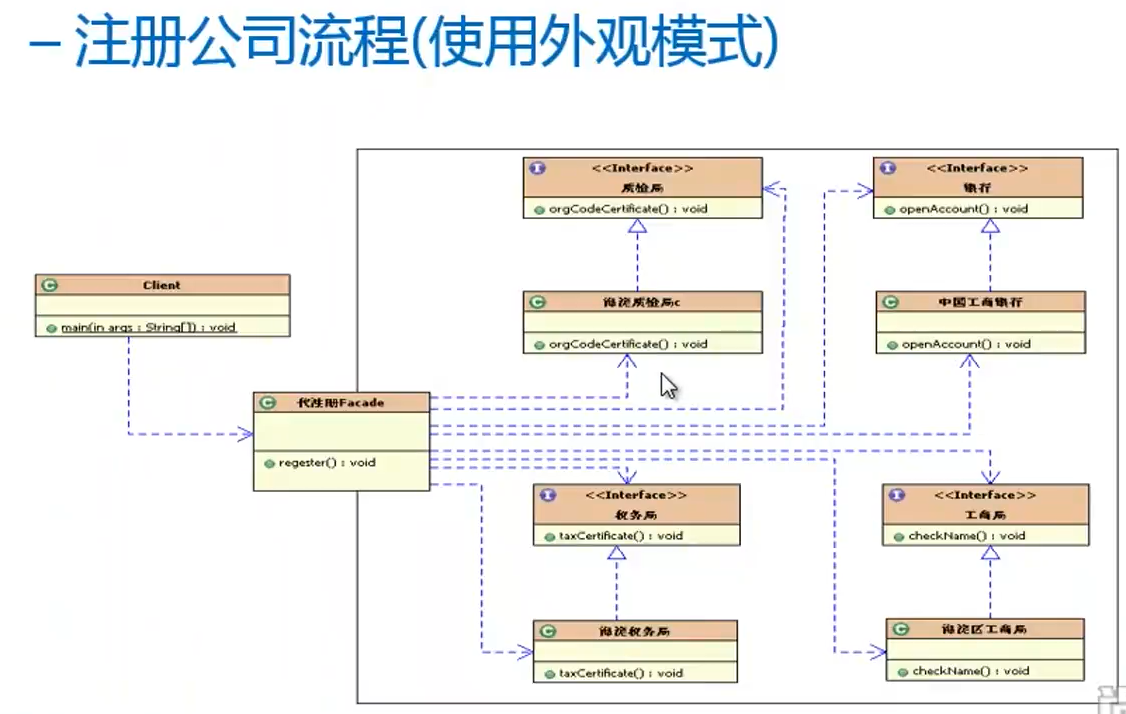 – 注册公司流程(使用外观模式)
<<Interface>>
质检局
orgCodeCertificate() : void
<<Interface>>
银行
openAccount() : void
Client
main(in args : String[]) : void
海淀质检局c
orgCodeCertificate() : void
中国工商银行
openAccount() : void
代注册Facade
regester() : void
<<Interface>>
税务局
taxCertificate() : void
<<Interface>>
工商局
checkName() : void
海淀税务局
taxCertificate() : void
海淀区工商局
checkName() : void